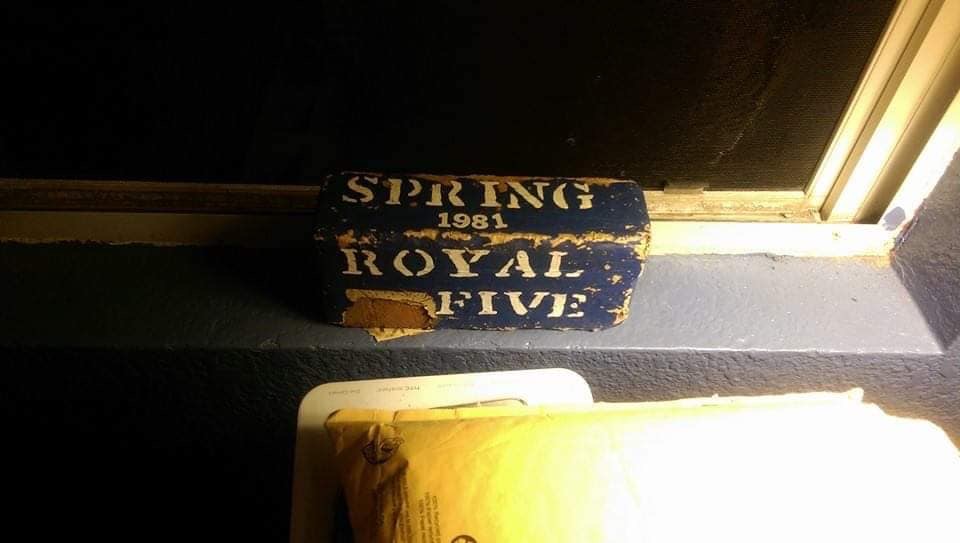 SPRING
1981
ROYAL
FIVE